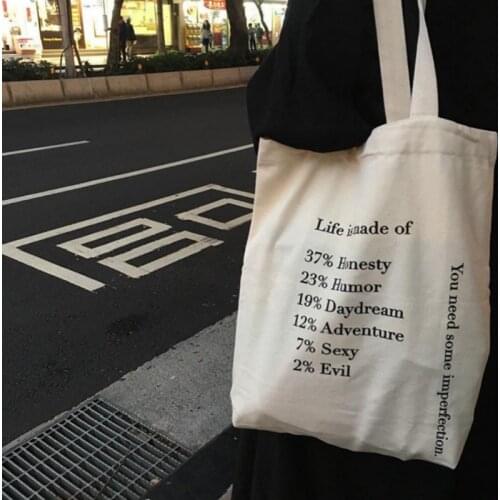 Life is made of
37% Honesty
23% Humor
19% Daydream
12% Adventure
7% Sexy
2% Evil
You need some imperfection.